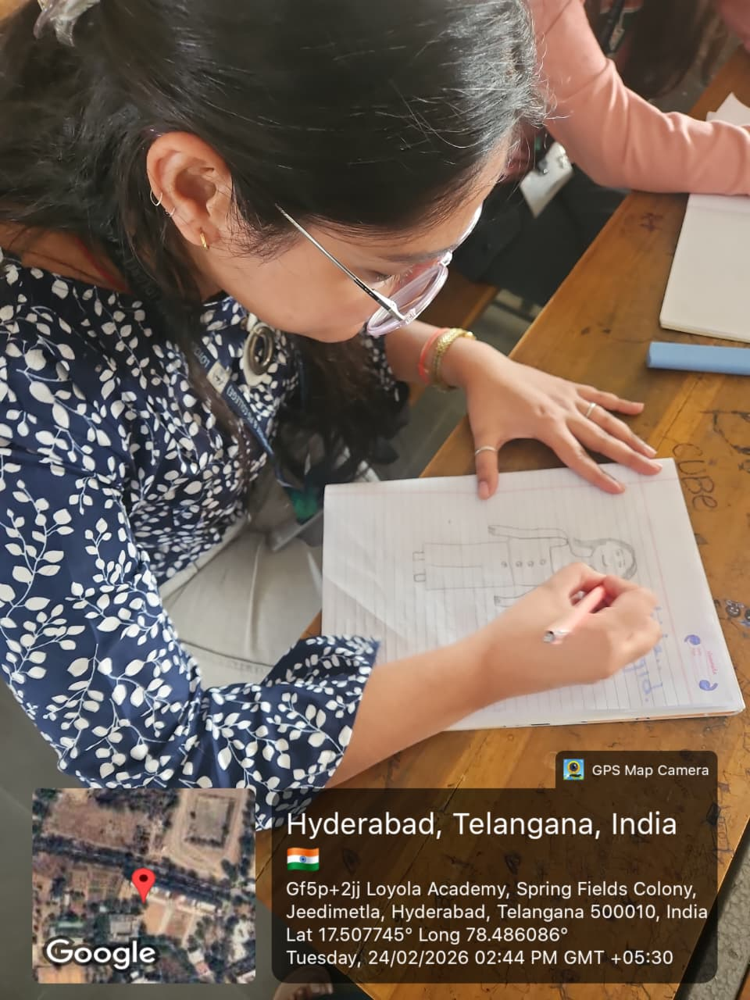 CUBE
GPS Map Camera
Hyderabad, Telangana, India
Gf5p+2jj Loyola Academy, Spring Fields Colony,
Jeedimetla, Hyderabad, Telangana 500010, India
Lat 17.507745° Long 78.486086°
Tuesday, 24/02/2026 02:44 PM GMT +05:30
Google